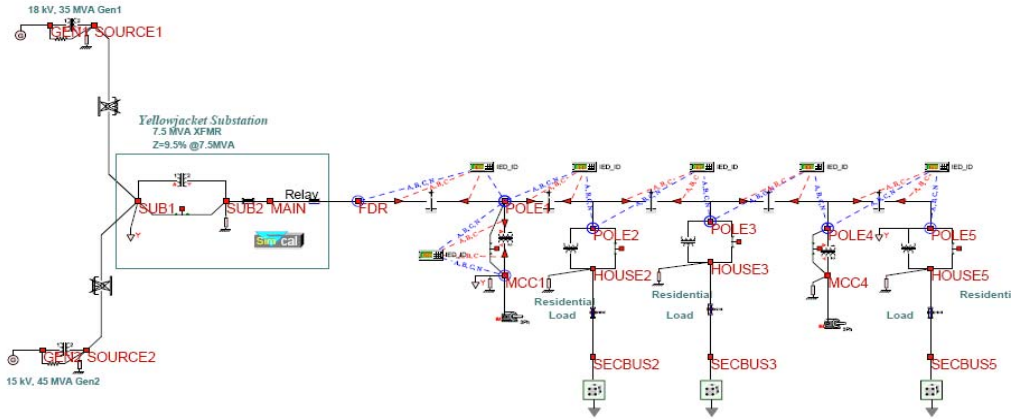 18 kV, 35 MVA Gen1
GEN1 SOURCE1
Yellowjacket Substation
7.5 MVA XFMR
Z=9.5% @7.5MVA
IED_ID
IED_ID
IED_ID
IED_ID
IED_ID
A,B,C,N
A,B,C
A,B,C,N
A,B,C
A,B,C,N
A,B,C
A,B,C,N
A,B,C
A,B,C,N
A,B,C
Relay
SUB1
SUB2 MAIN
FDR
POLE1
POLE2
POLE3
POLE4
POLE5
cal
A,B,C
IED_ID
A,B,C,N
MCC1
HOUSE2
HOUSE3
MCC4
HOUSE5
Residential
Load
Residential
Load
Residenti
Load
GEN2 SOURCE2
SECBUS2
SECBUS3
SECBUS5
15 kV, 45 MVA Gen2